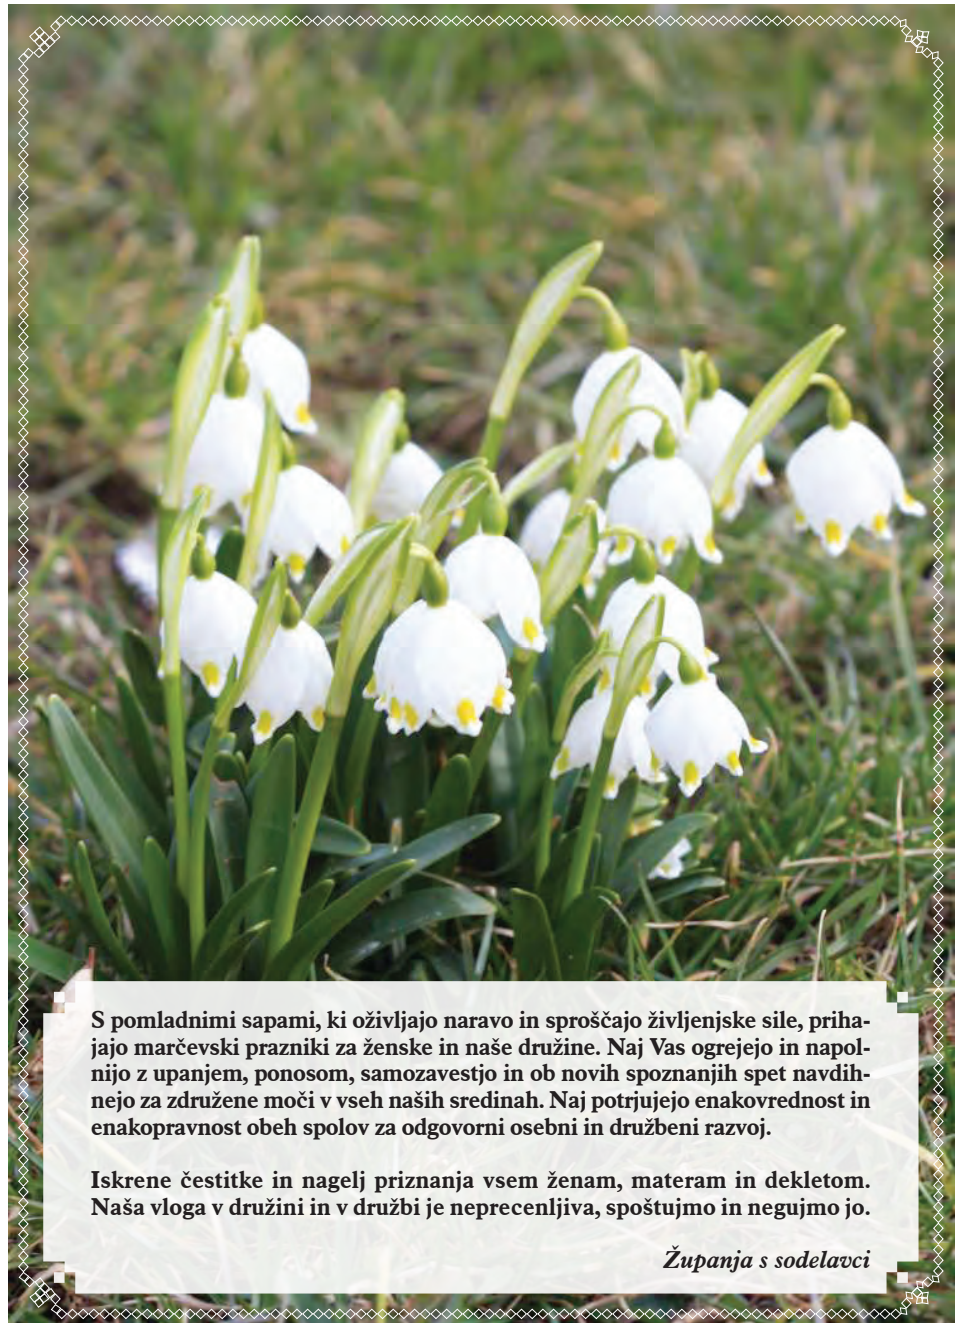 S pomladnimi sapami, ki oživljajo naravo in sproščajo življenjske sile, priha-
jajo marčevski prazniki za ženske in naše družine. Naj Vas ogrejejo in napol-
nijo z upanjem, ponosom, samozavestjo in ob novih spoznanjih spet navdih-
nejo za združene moči v vseh naših sredinah. Naj potrjujejo enakovrednost in
enakopravnost obeh spolov za odgovorni osebni in družbeni razvoj.
Iskrene čestitke in nagelj priznanja vsem ženam, materam in dekletom.
Naša vloga v družini in v družbi je neprecenljiva, spoštujmo in negujmo jo.
Županja s sodelavci